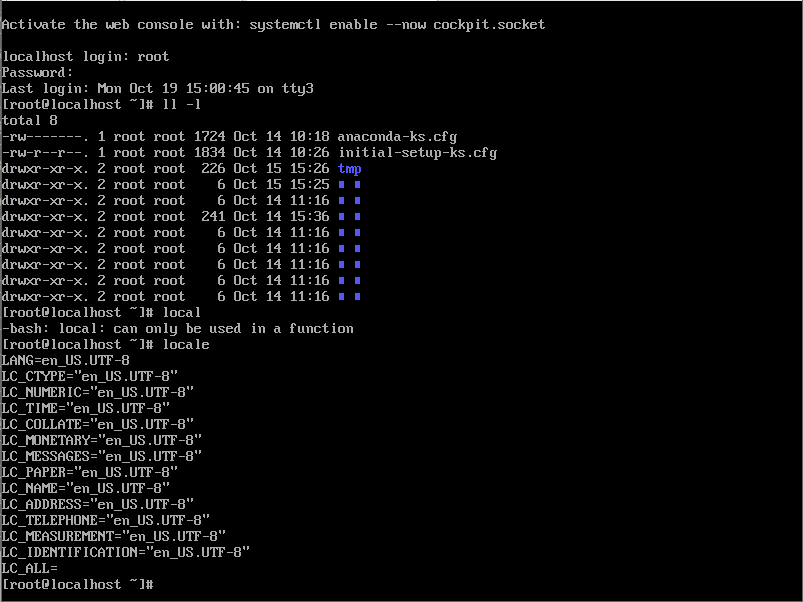 Activate the web console with: systemctl enable --now cockpit.socket
localhost login: root
Password:
Last login: Mon Oct 19 15:00:45 on tty3
[root@localhost ~]# ll -l
total 8
-rw-------. 1 root root 1724 Oct 14 10:18 anaconda-ks.cfg
-rw-r--r--. 1 root root 1834 Oct 14 10:26 initial-setup-ks.cfg
drwxr-xr-x. 2 root root  226 Oct 15 15:26 tmp
drwxr-xr-x. 2 root root    6 Oct 15 15:25 ■ ■
drwxr-xr-x. 2 root root    6 Oct 14 11:16 ■ ■
drwxr-xr-x. 2 root root  241 Oct 14 15:36 ■ ■
drwxr-xr-x. 2 root root    6 Oct 14 11:16 ■ ■
drwxr-xr-x. 2 root root    6 Oct 14 11:16 ■ ■
drwxr-xr-x. 2 root root    6 Oct 14 11:16 ■ ■
drwxr-xr-x. 2 root root    6 Oct 14 11:16 ■ ■
drwxr-xr-x. 2 root root    6 Oct 14 11:16 ■ ■
[root@localhost ~]# local
-bash: local: can only be used in a function
[root@localhost ~]# locale
LANG=en_US.UTF-8
LC_CTYPE="en_US.UTF-8"
LC_NUMERIC="en_US.UTF-8"
LC_TIME="en_US.UTF-8"
LC_COLLATE="en_US.UTF-8"
LC_MONETARY="en_US.UTF-8"
LC_MESSAGES="en_US.UTF-8"
LC_PAPER="en_US.UTF-8"
LC_NAME="en_US.UTF-8"
LC_ADDRESS="en_US.UTF-8"
LC_TELEPHONE="en_US.UTF-8"
LC_MEASUREMENT="en_US.UTF-8"
LC_IDENTIFICATION="en_US.UTF-8"
LC_ALL=
[root@localhost ~]#